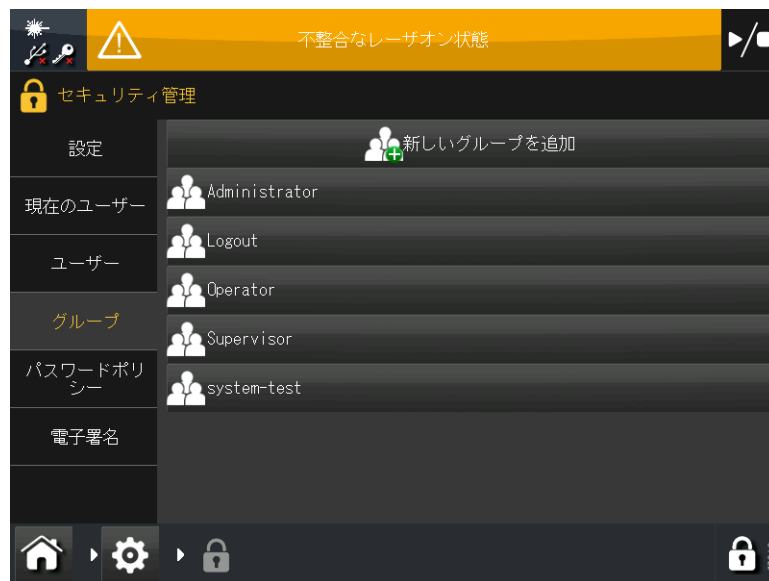 不整合なレーザオン状態
セキュリティ管理
設定
新しいグループを追加
現在のユーザー
Administrator
ユーザー
Logout
グループ
Operator
パスワードポリ
シー
Supervisor
電子署名
system-test